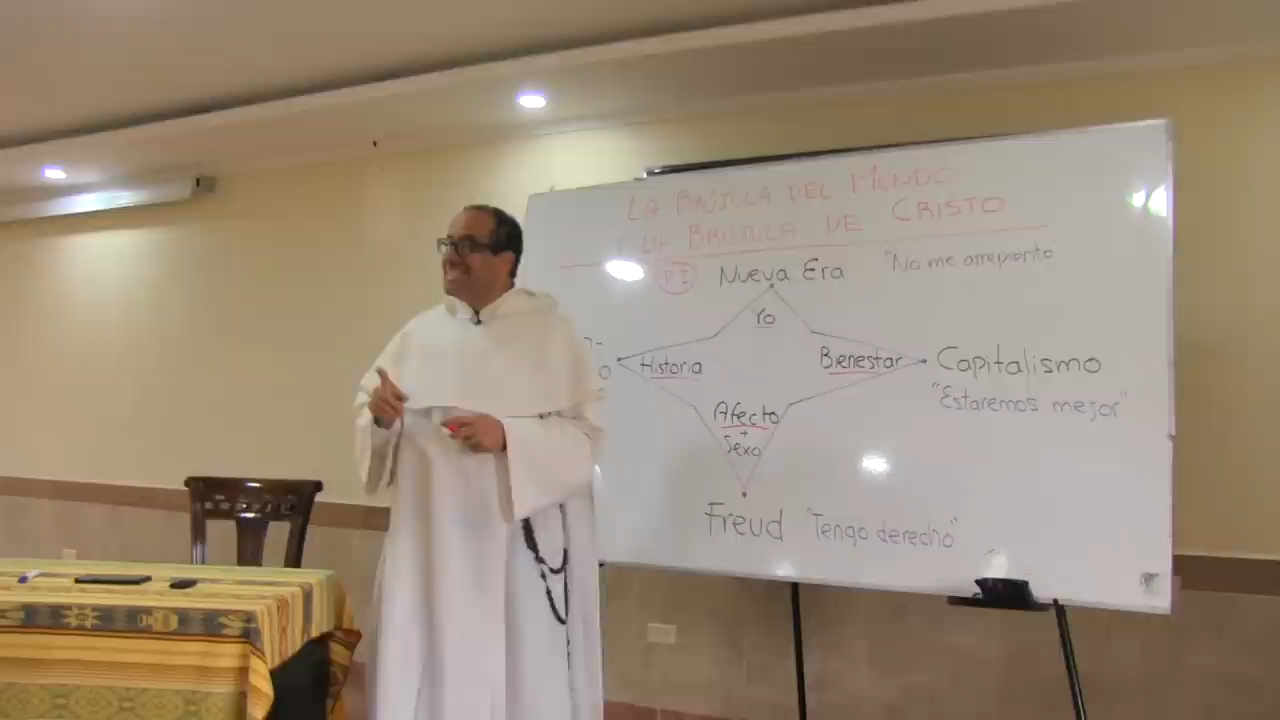 LA BRÚJULA DEL MUNDO
Y LA BRÚJULA DE CRISTO
P I
Nueva Era "No me arrepiento
Yo
Historia
Bienestar
Capitalismo
"Estaremos mejor"
Afecto
+
Sexo
Freud "Tengo derecho"